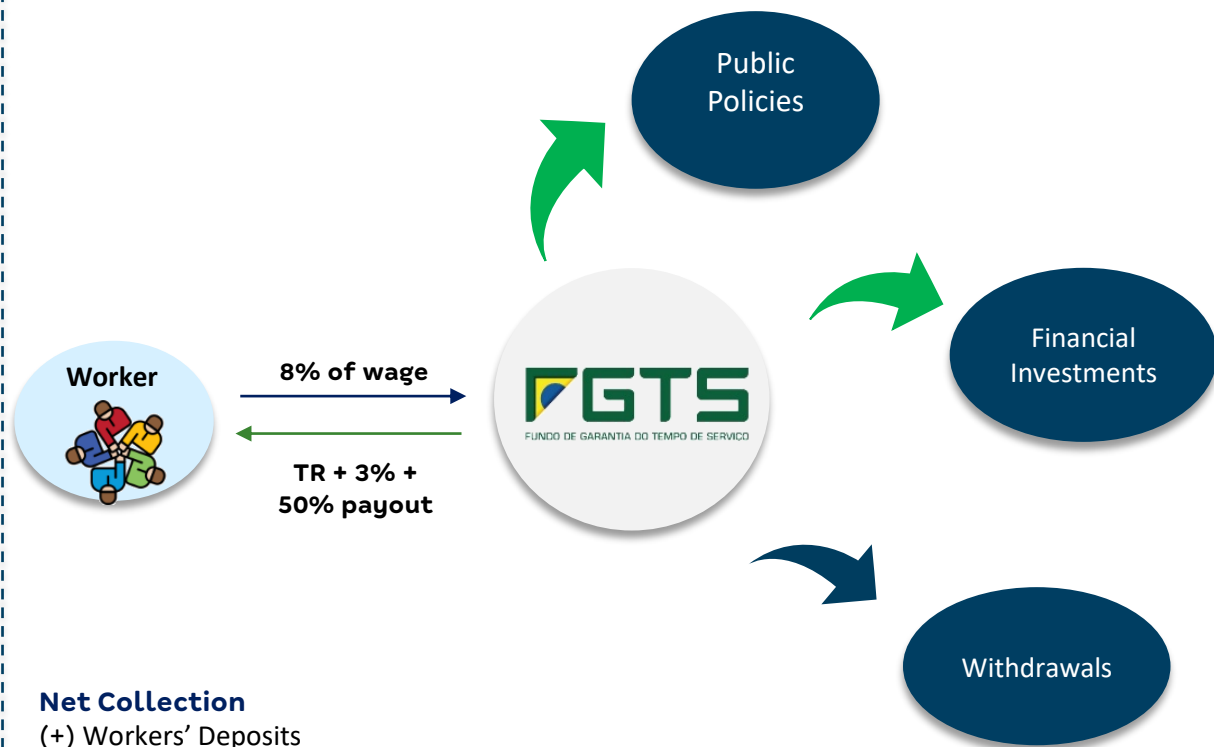 Public
Policies
Financial
Investments
Worker
8% of wage
FGTS
FUNDO DE GARANTIA DO TEMPO DE SERVIÇO
TR + 3% +
50% payout
Withdrawals
Net Collection
(+) Workers’ Deposits